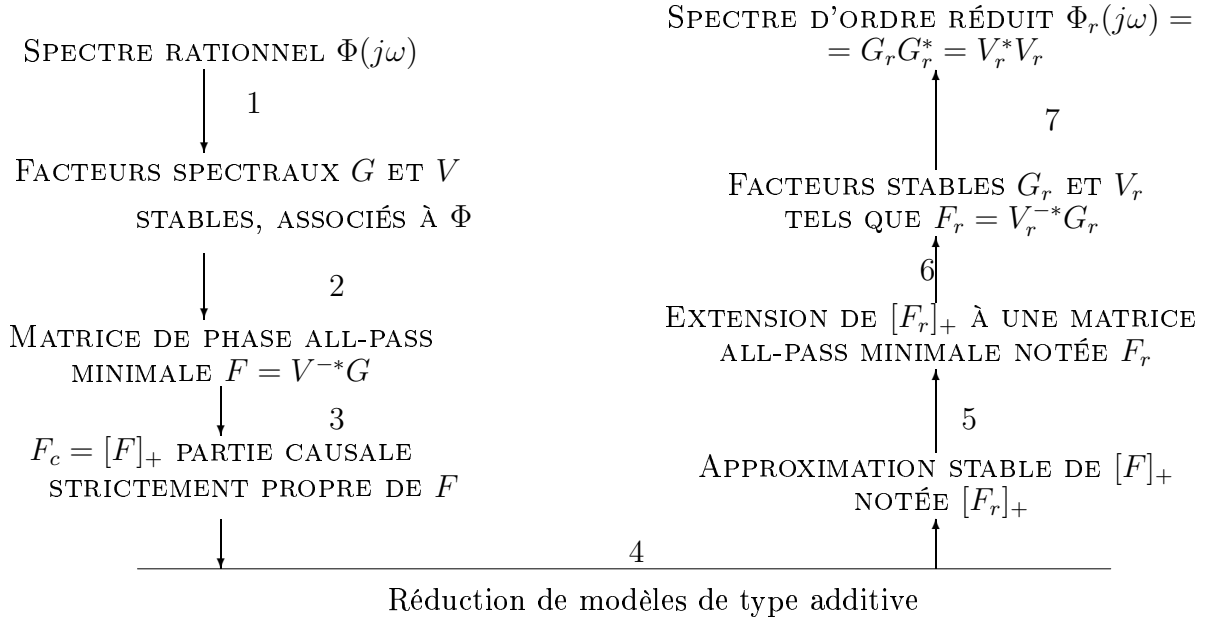 SPECTRE RATIONNEL Φ(jω)
1
FACTEURS SPECTRAUX G ET V
STABLES, ASSOCIÉS À Φ
2
MATRICE DE PHASE ALL-PASS
MINIMALE F = V^{-*}G
3
F_c = [F]_+ PARTIE CAUSALE
STRICTEMENT PROPRE DE F
4
Réduction de modèles de type additive
SPECTRE D'ORDRE RÉDUIT Φ_r(jω) =
= G_rG_r^* = V_r^*V_r
7
FACTEURS STABLES G_r ET V_r
TELS QUE F_r = V_r^{-*}G_r
6
EXTENSION DE [F_r]_+ À UNE MATRICE
ALL-PASS MINIMALE NOTÉE F_r
5
APPROXIMATION STABLE DE [F]_+
NOTÉE [F_r]_+